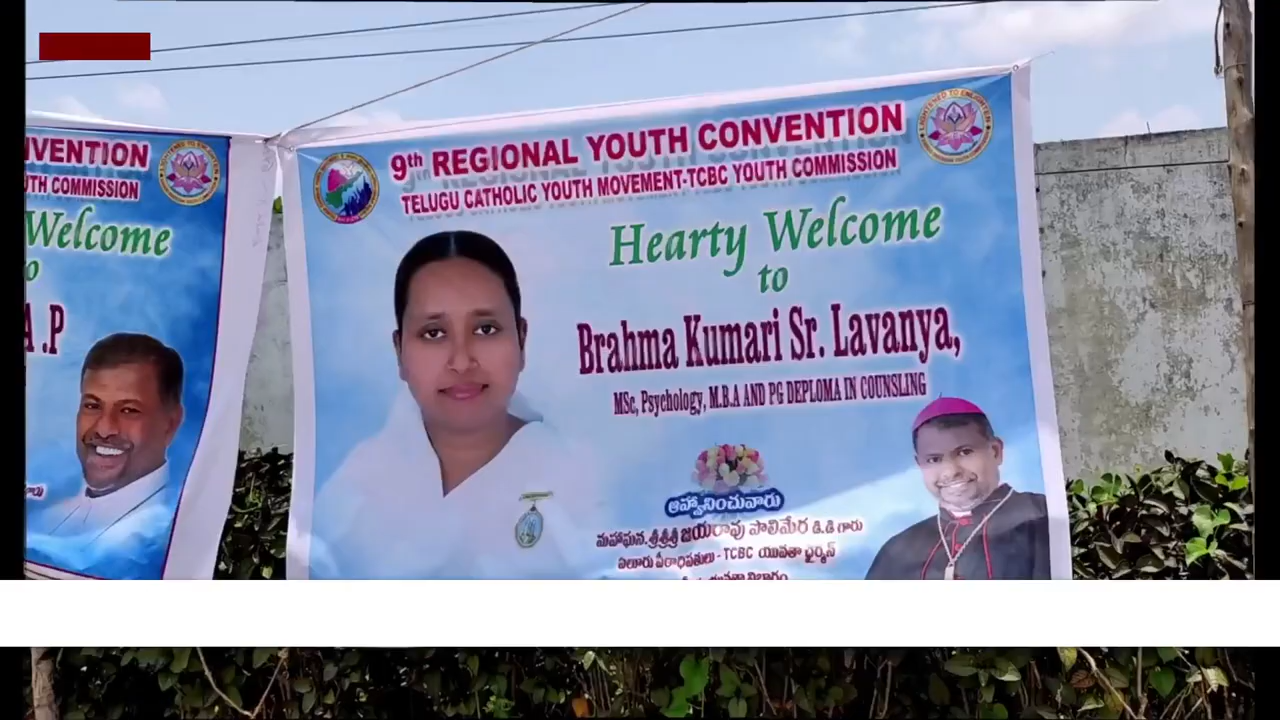 VENTION
UTH COMMISSION
Welcome
A .P
9th REGIONAL YOUTH CONVENTION
TELUGU CATHOLIC YOUTH MOVEMENT-TCBC YOUTH COMMISSION
Hearty Welcome
to
Brahma Kumari Sr. Lavanya,
MSc, Psychology, M.B.A AND PG DEPLOMA IN COUNSLING
ఆహ్వానించువారు
మహాఘన. శ్రీశ్రీశ్రీ జయరావు పొలిమేర డి.డి గారు
ఏలూరు పీఠాధిపతులు - TCBC యువతా ఛైర్మన్